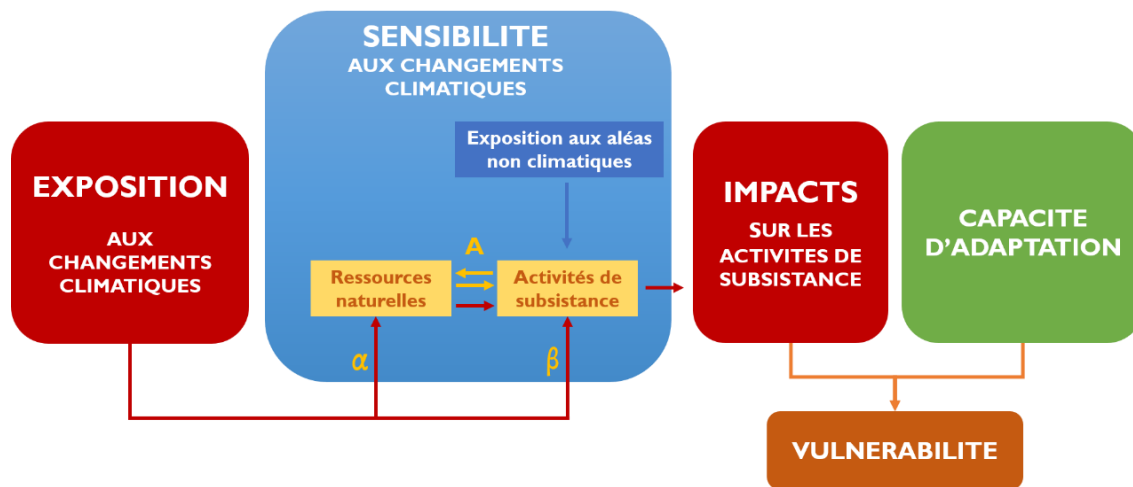 SENSIBILITE
AUX CHANGEMENTS
CLIMATIQUES
Exposition aux aléas
non climatiques
EXPOSITION
AUX
CHANGEMENTS
CLIMATIQUES
A
Ressources
naturelles
Activités de
subsistance
α
β
IMPACTS
SUR LES
ACTIVITES DE
SUBSISTANCE
CAPACITE
D'ADAPTATION
VULNERABILITE